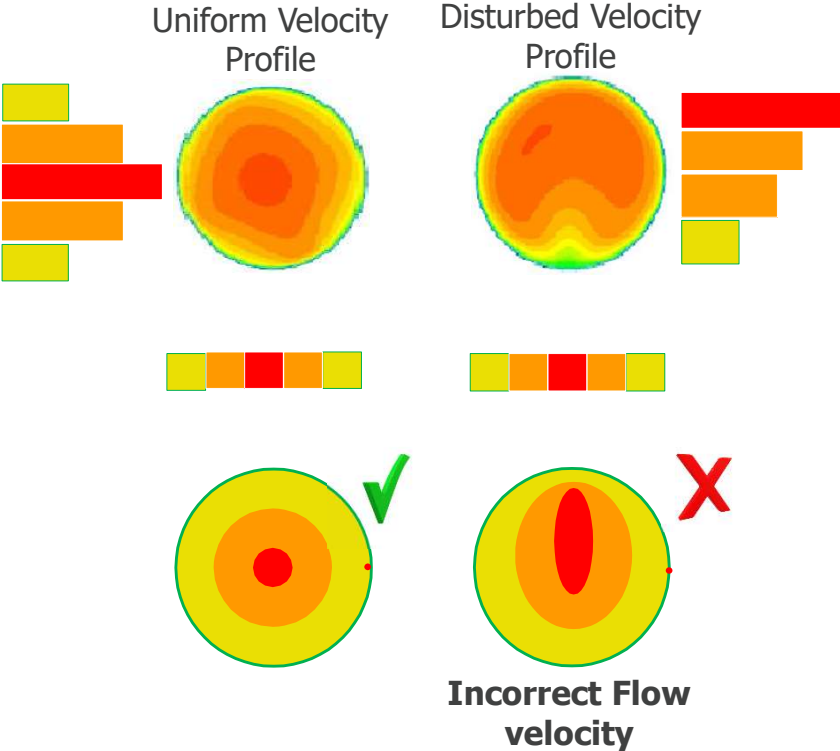 Uniform Velocity
Profile
Disturbed Velocity
Profile
Incorrect Flow
velocity